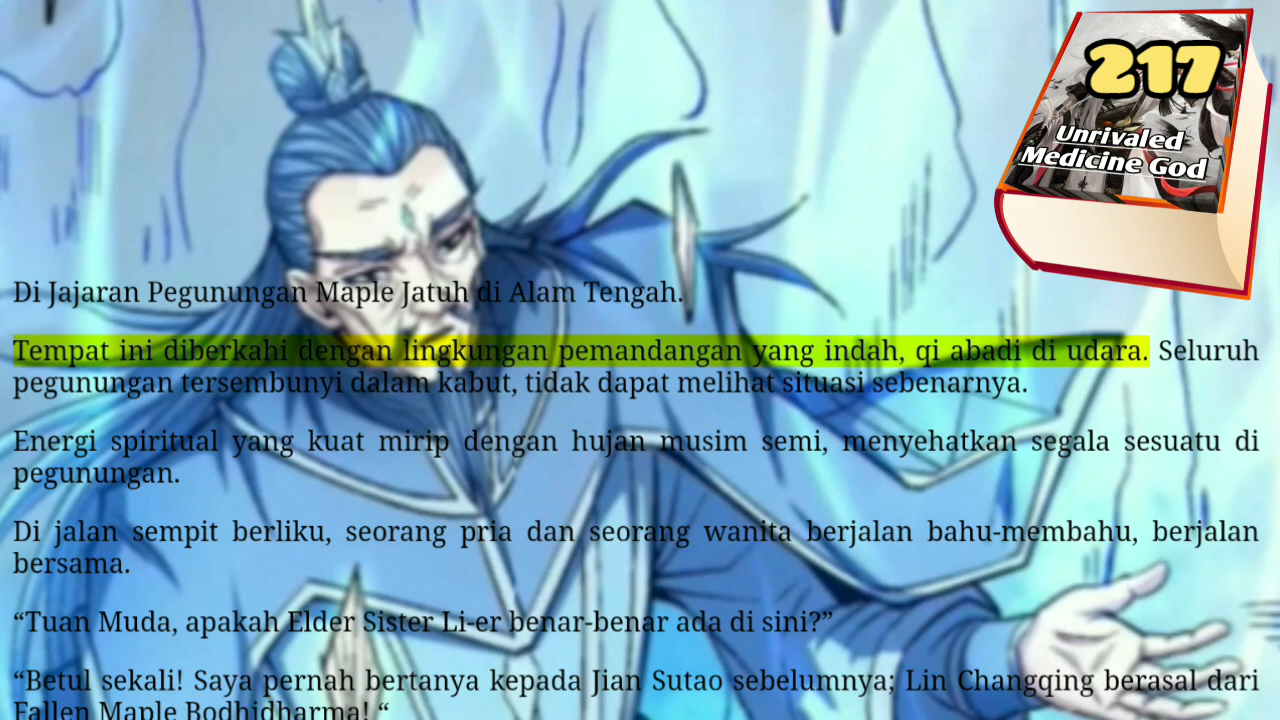 217
Unrivaled
Medicine God
Di Jajaran Pegunungan Maple Jatuh di Alam Tengah.
Tempat ini diberkahi dengan lingkungan pemandangan yang indah, qi abadi di udara. Seluruh
pegunungan tersembunyi dalam kabut, tidak dapat melihat situasi sebenarnya.
Energi spiritual yang kuat mirip dengan hujan musim semi, menyehatkan segala sesuatu di
pegunungan.
Di jalan sempit berliku, seorang pria dan seorang wanita berjalan bahu-membahu, berjalan
bersama.
“Tuan Muda, apakah Elder Sister Li-er benar-benar ada di sini?”
“Betul sekali! Saya pernah bertanya kepada Jian Sutao sebelumnya; Lin Changqing berasal dari
Fallen Maple Bodhidharma! “